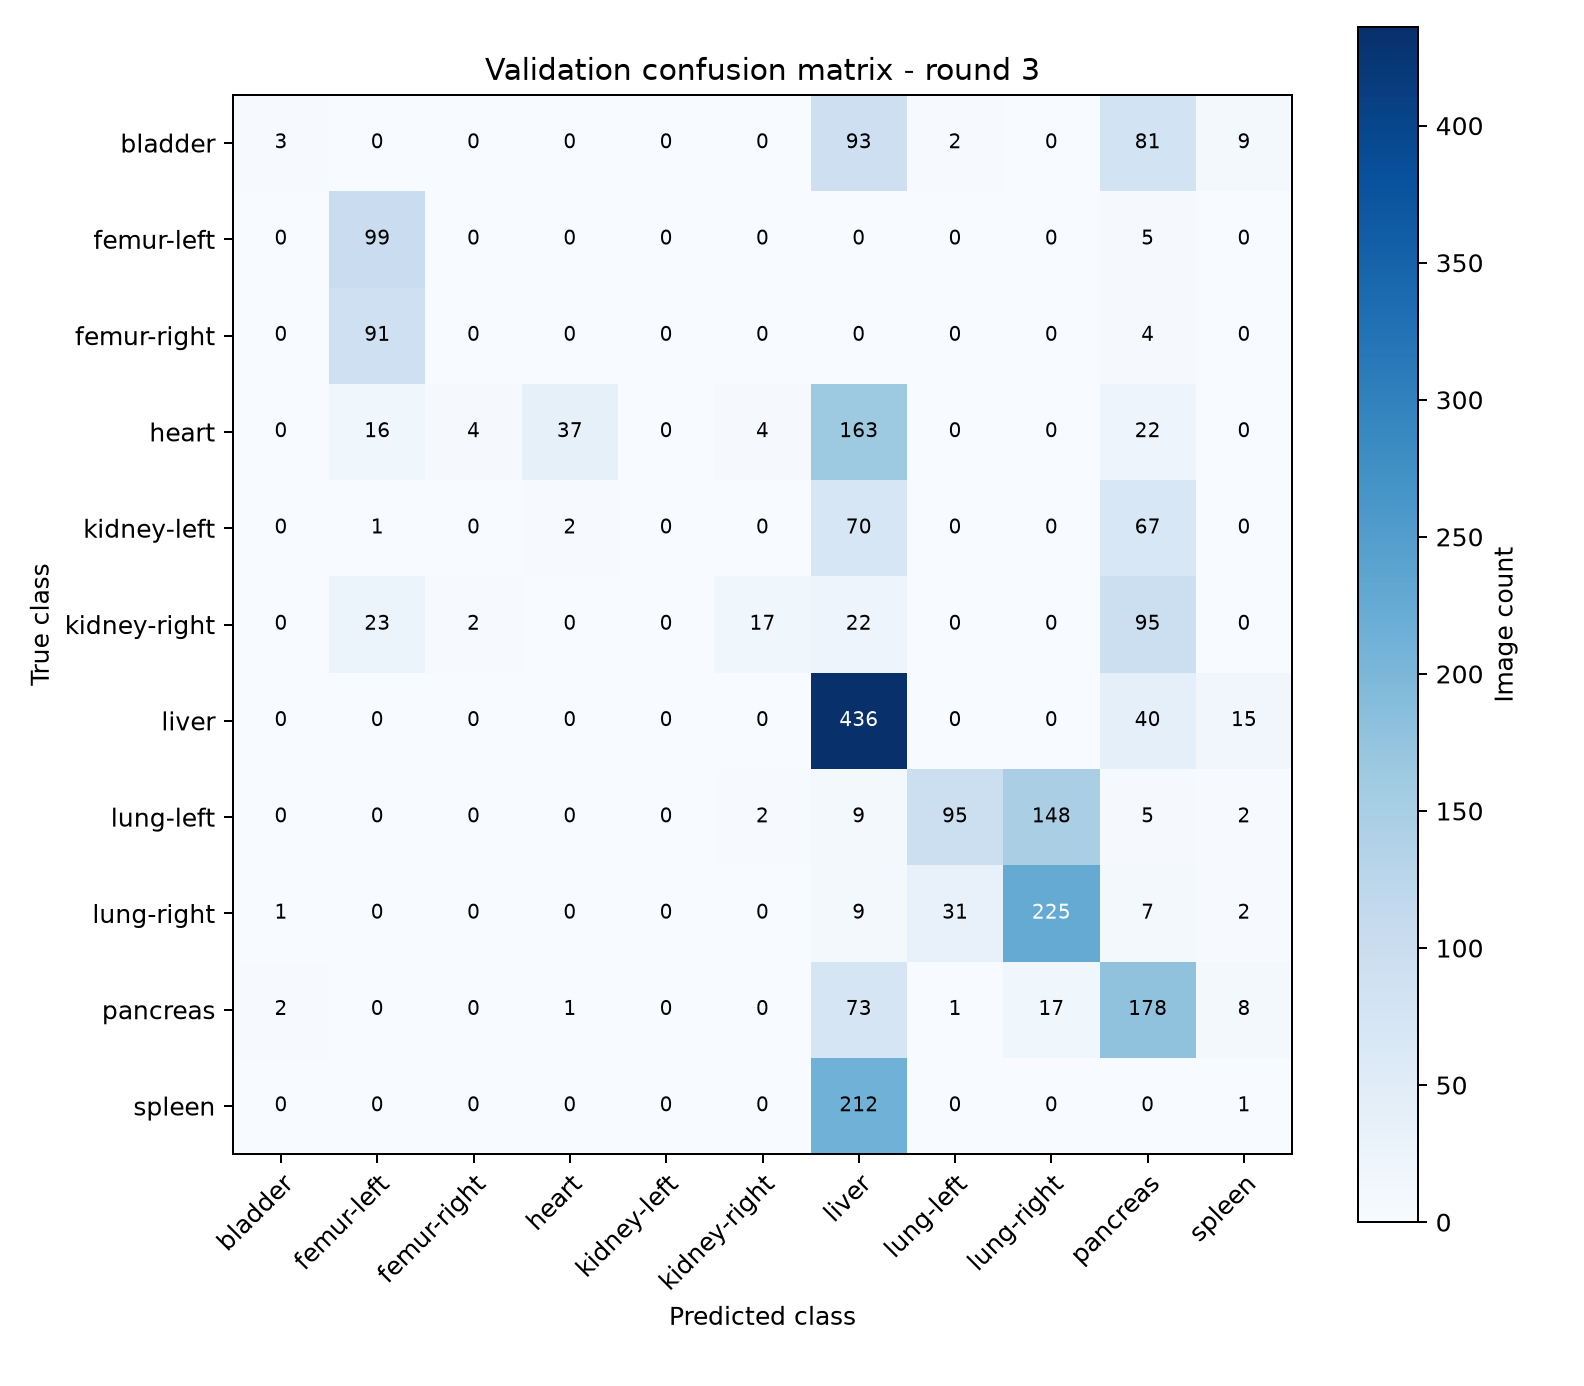 Validation confusion matrix - round 3
bladder 3 0 0 0 0 0 93 2 0 81 9
femur-left 0 99 0 0 0 0 0 0 0 5 0
femur-right 0 91 0 0 0 0 0 0 0 4 0
heart 0 16 4 37 0 4 163 0 0 22 0
kidney-left 0 1 0 2 0 0 70 0 0 67 0
kidney-right 0 23 2 0 0 17 22 0 0 95 0
liver 0 0 0 0 0 0 436 0 0 40 15
lung-left 0 0 0 0 0 2 9 95 148 5 2
lung-right 1 0 0 0 0 0 9 31 225 7 2
pancreas 2 0 0 1 0 0 73 1 17 178 8
spleen 0 0 0 0 0 0 212 0 0 0 1
True class
bladder femur-left femur-right heart kidney-left kidney-right liver lung-left lung-right pancreas spleen
Predicted class
400
350
300
250
200
150
100
50
0
Image count